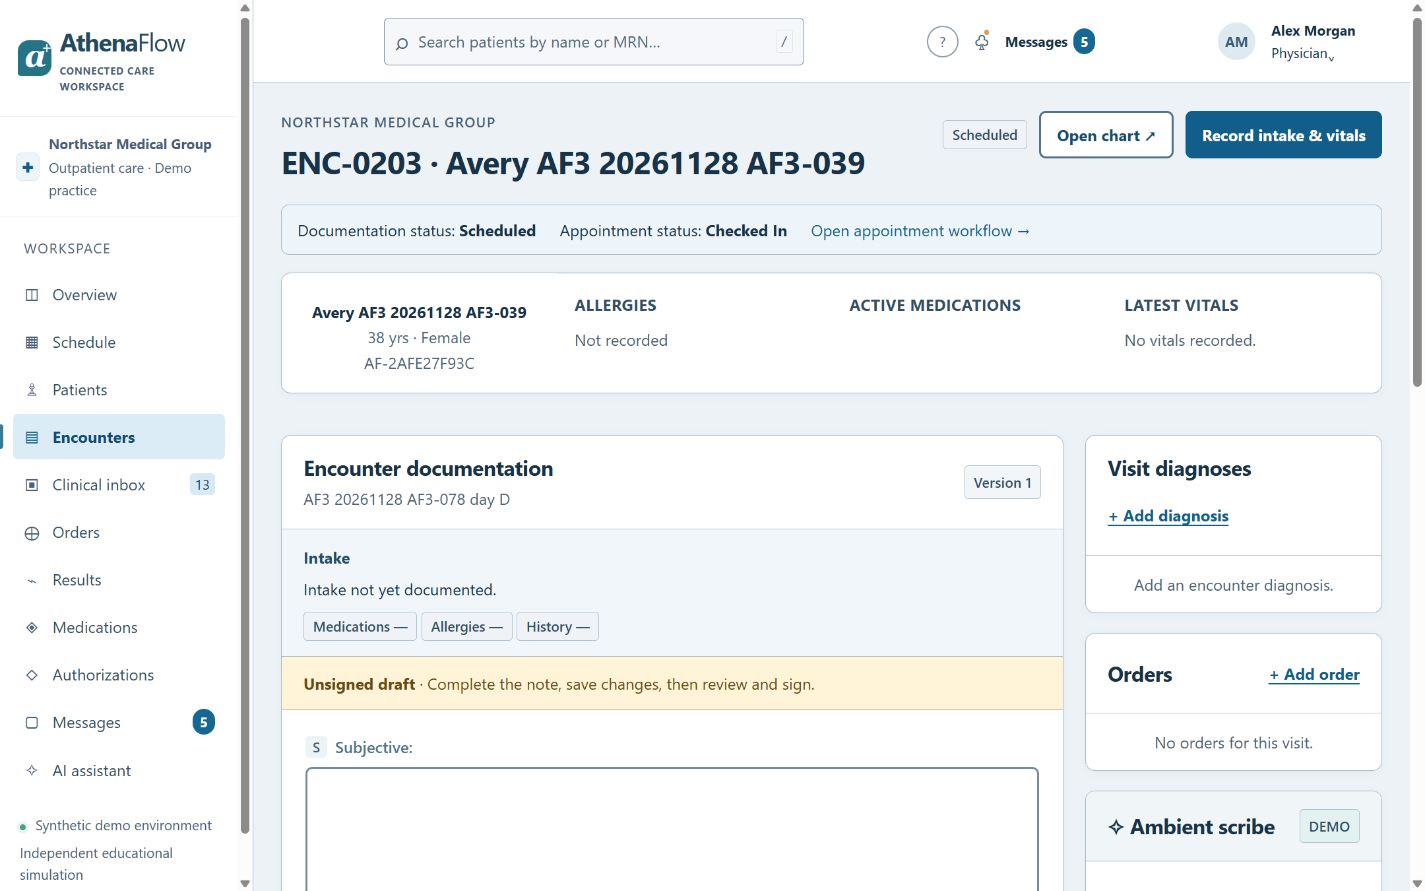 AthenaFlow
CONNECTED CARE
WORKSPACE
Northstar Medical Group
Outpatient care · Demo
practice
WORKSPACE
Overview
Schedule
Patients
Encounters
Clinical inbox 13
Orders
Results
Medications
Authorizations
Messages 5
AI assistant
Synthetic demo environment
Independent educational
simulation
Search patients by name or MRN... /
? Messages 5
AM Alex Morgan
Physician
NORTHSTAR MEDICAL GROUP
ENC-0203 · Avery AF3 20261128 AF3-039
Scheduled Open chart ↗ Record intake & vitals
Documentation status: Scheduled Appointment status: Checked In Open appointment workflow →
Avery AF3 20261128 AF3-039
38 yrs · Female
AF-2AFE27F93C
ALLERGIES
Not recorded
ACTIVE MEDICATIONS
LATEST VITALS
No vitals recorded.
Encounter documentation
AF3 20261128 AF3-078 day D
Version 1
Intake
Intake not yet documented.
Medications — Allergies — History —
Unsigned draft · Complete the note, save changes, then review and sign.
S Subjective:
Visit diagnoses
+ Add diagnosis
Add an encounter diagnosis.
Orders + Add order
No orders for this visit.
Ambient scribe DEMO